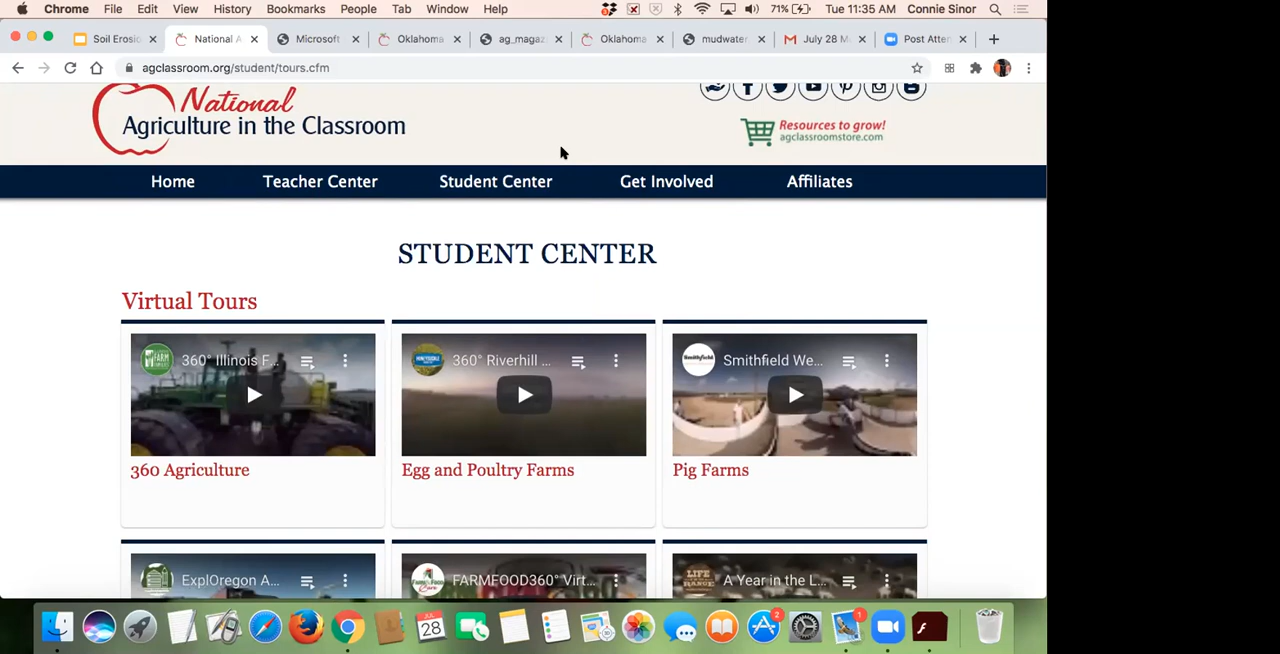 Chrome File Edit View History Bookmarks People Tab Window Help 71% Tue 11:35 AM Connie Sinor
Soil Erosio National A Microsoft Oklahoma ag_magaz Oklahoma mudwater July 28 M Post Atten
agclassroom.org/student/tours.cfm
National
Agriculture in the Classroom
Resources to grow!
agclassroomstore.com
Home Teacher Center Student Center Get Involved Affiliates
STUDENT CENTER
Virtual Tours
360° Illinois F... 360° Riverhill ... Smithfield We...
360 Agriculture Egg and Poultry Farms Pig Farms
ExplOregon A... FARMFOOD360° Virt... A Year in the L...
JUL
28
2
1